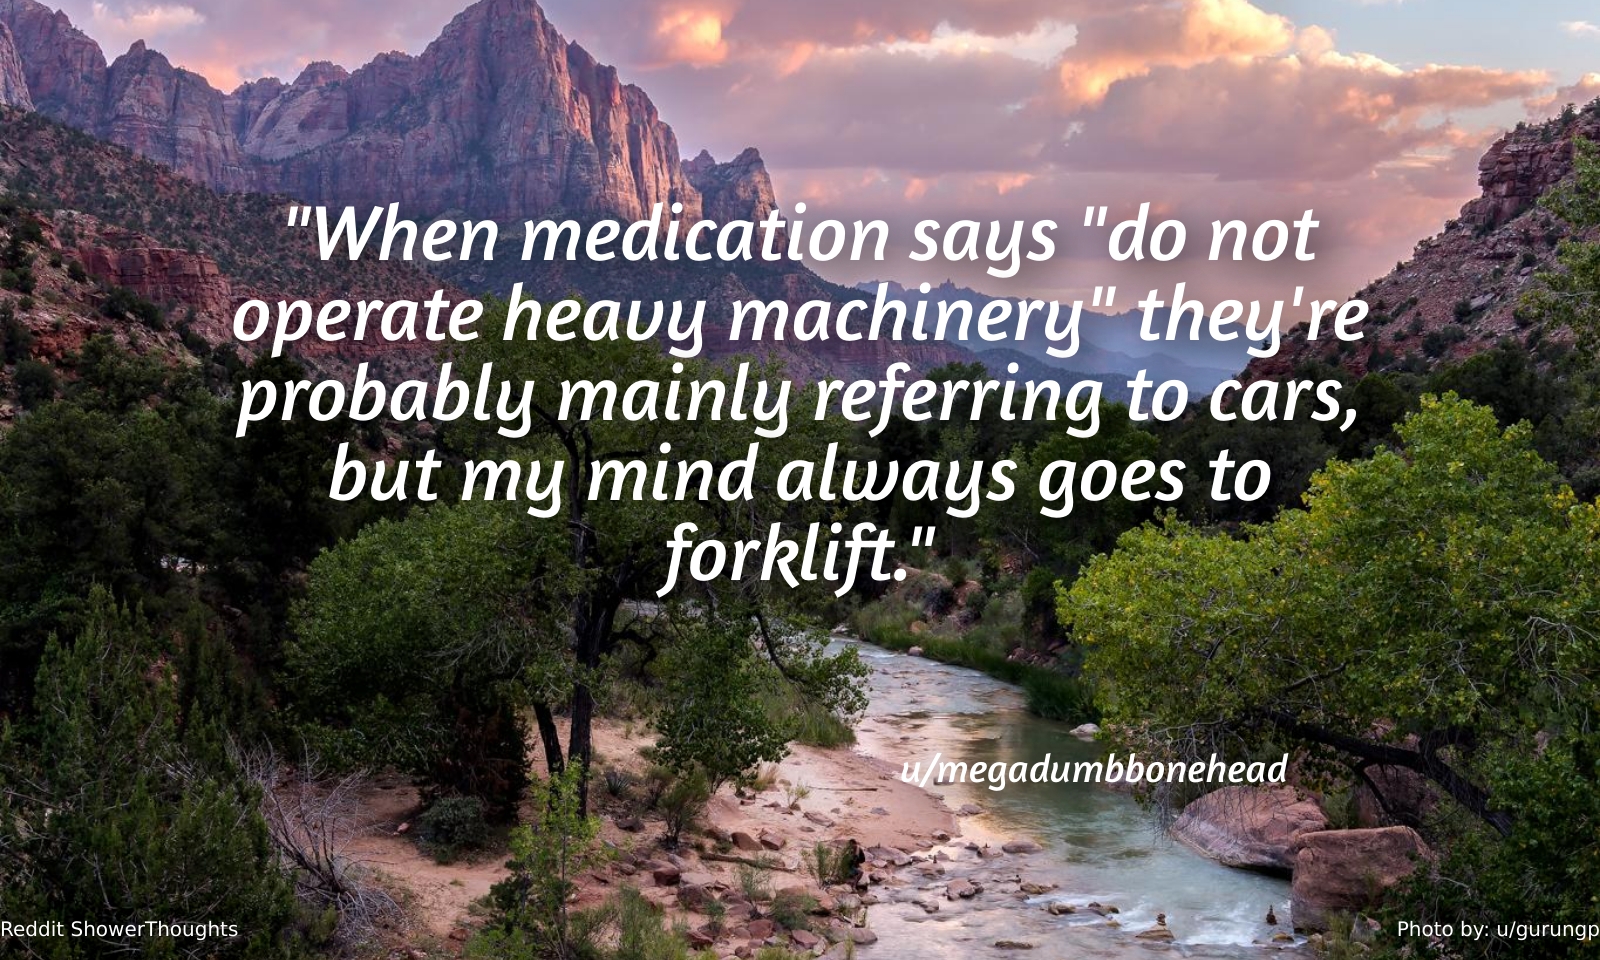 "When medication says "do not
operate heavy machinery" they're
probably mainly referring to cars,
but my mind always goes to
forklift."
u/megadumbbonehead
Reddit ShowerThoughts
Photo by: u/gurungp